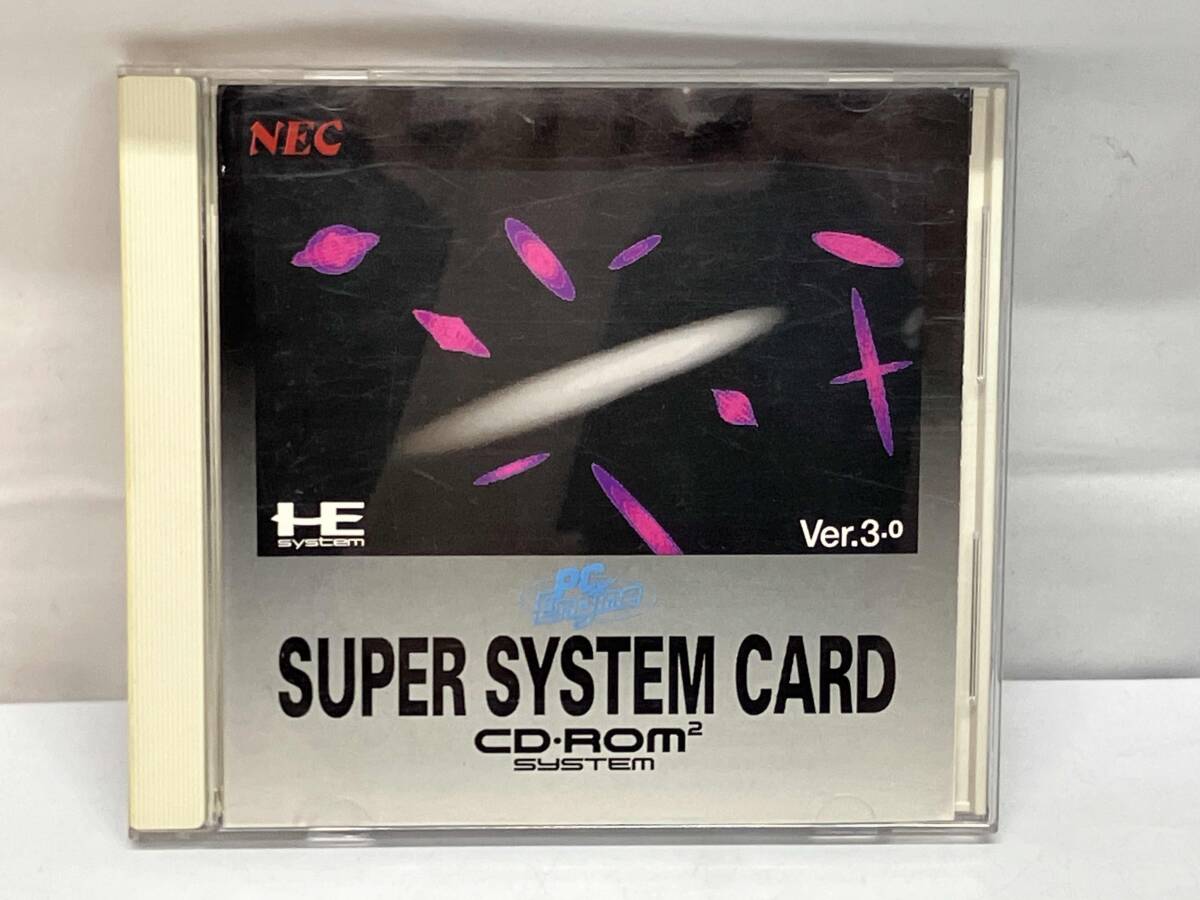 NEC
HE
system
Ver.3.0
PC
Engine
SUPER SYSTEM CARD
CD·ROM²
SYSTEM